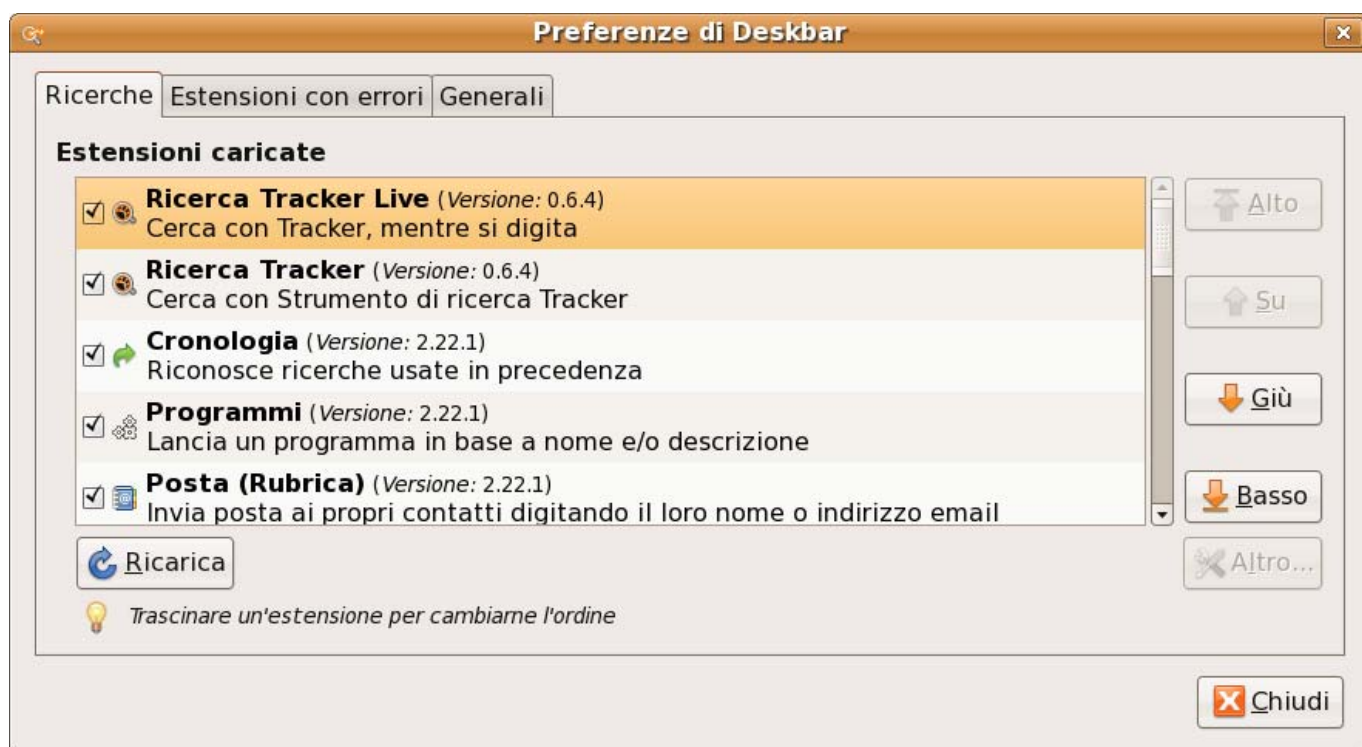 Preferenze di Deskbar
Ricerche Estensioni con errori Generali
Estensioni caricate
Ricerca Tracker Live (Versione: 0.6.4)
Cerca con Tracker, mentre si digita
Ricerca Tracker (Versione: 0.6.4)
Cerca con Strumento di ricerca Tracker
Cronologia (Versione: 2.22.1)
Riconosce ricerche usate in precedenza
Programmi (Versione: 2.22.1)
Lancia un programma in base a nome e/o descrizione
Posta (Rubrica) (Versione: 2.22.1)
Invia posta ai propri contatti digitando il loro nome o indirizzo email
Alto
Su
Giù
Basso
Altro...
Ricarica
Trascinare un'estensione per cambiarne l'ordine
Chiudi